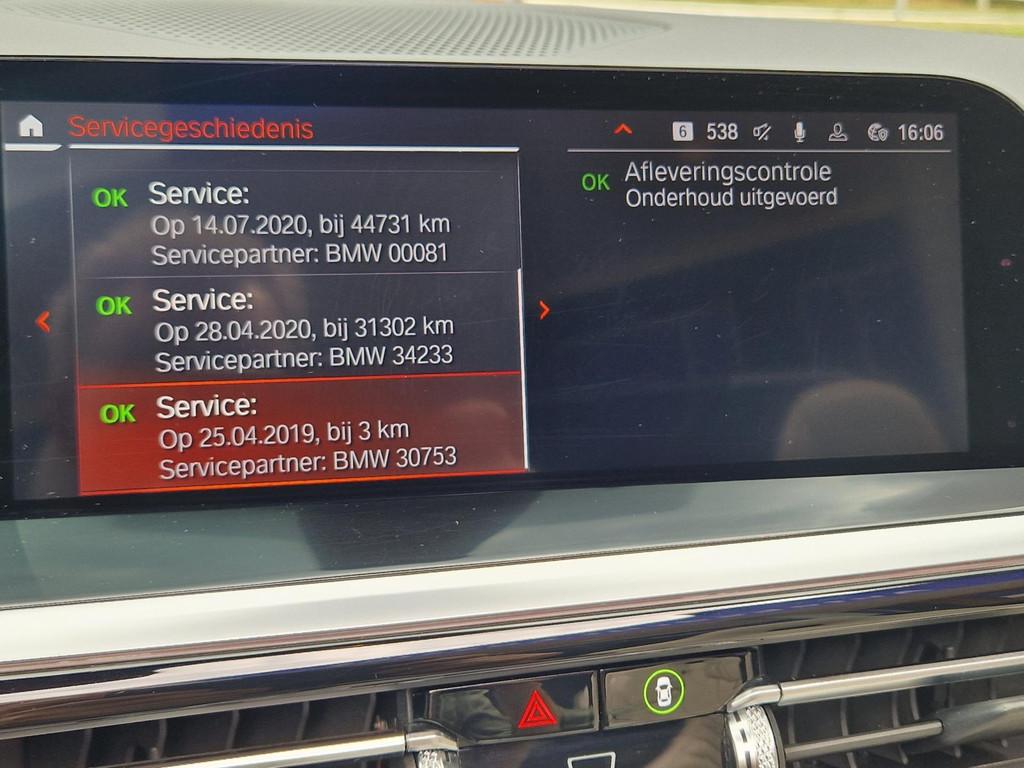 Servicegeschiedenis
6 538 16:06
OK Service:
Op 14.07.2020, bij 44731 km
Servicepartner: BMW 00081
OK Service:
Op 28.04.2020, bij 31302 km
Servicepartner: BMW 34233
OK Service:
Op 25.04.2019, bij 3 km
Servicepartner: BMW 30753
OK Afleveringscontrole
Onderhoud uitgevoerd